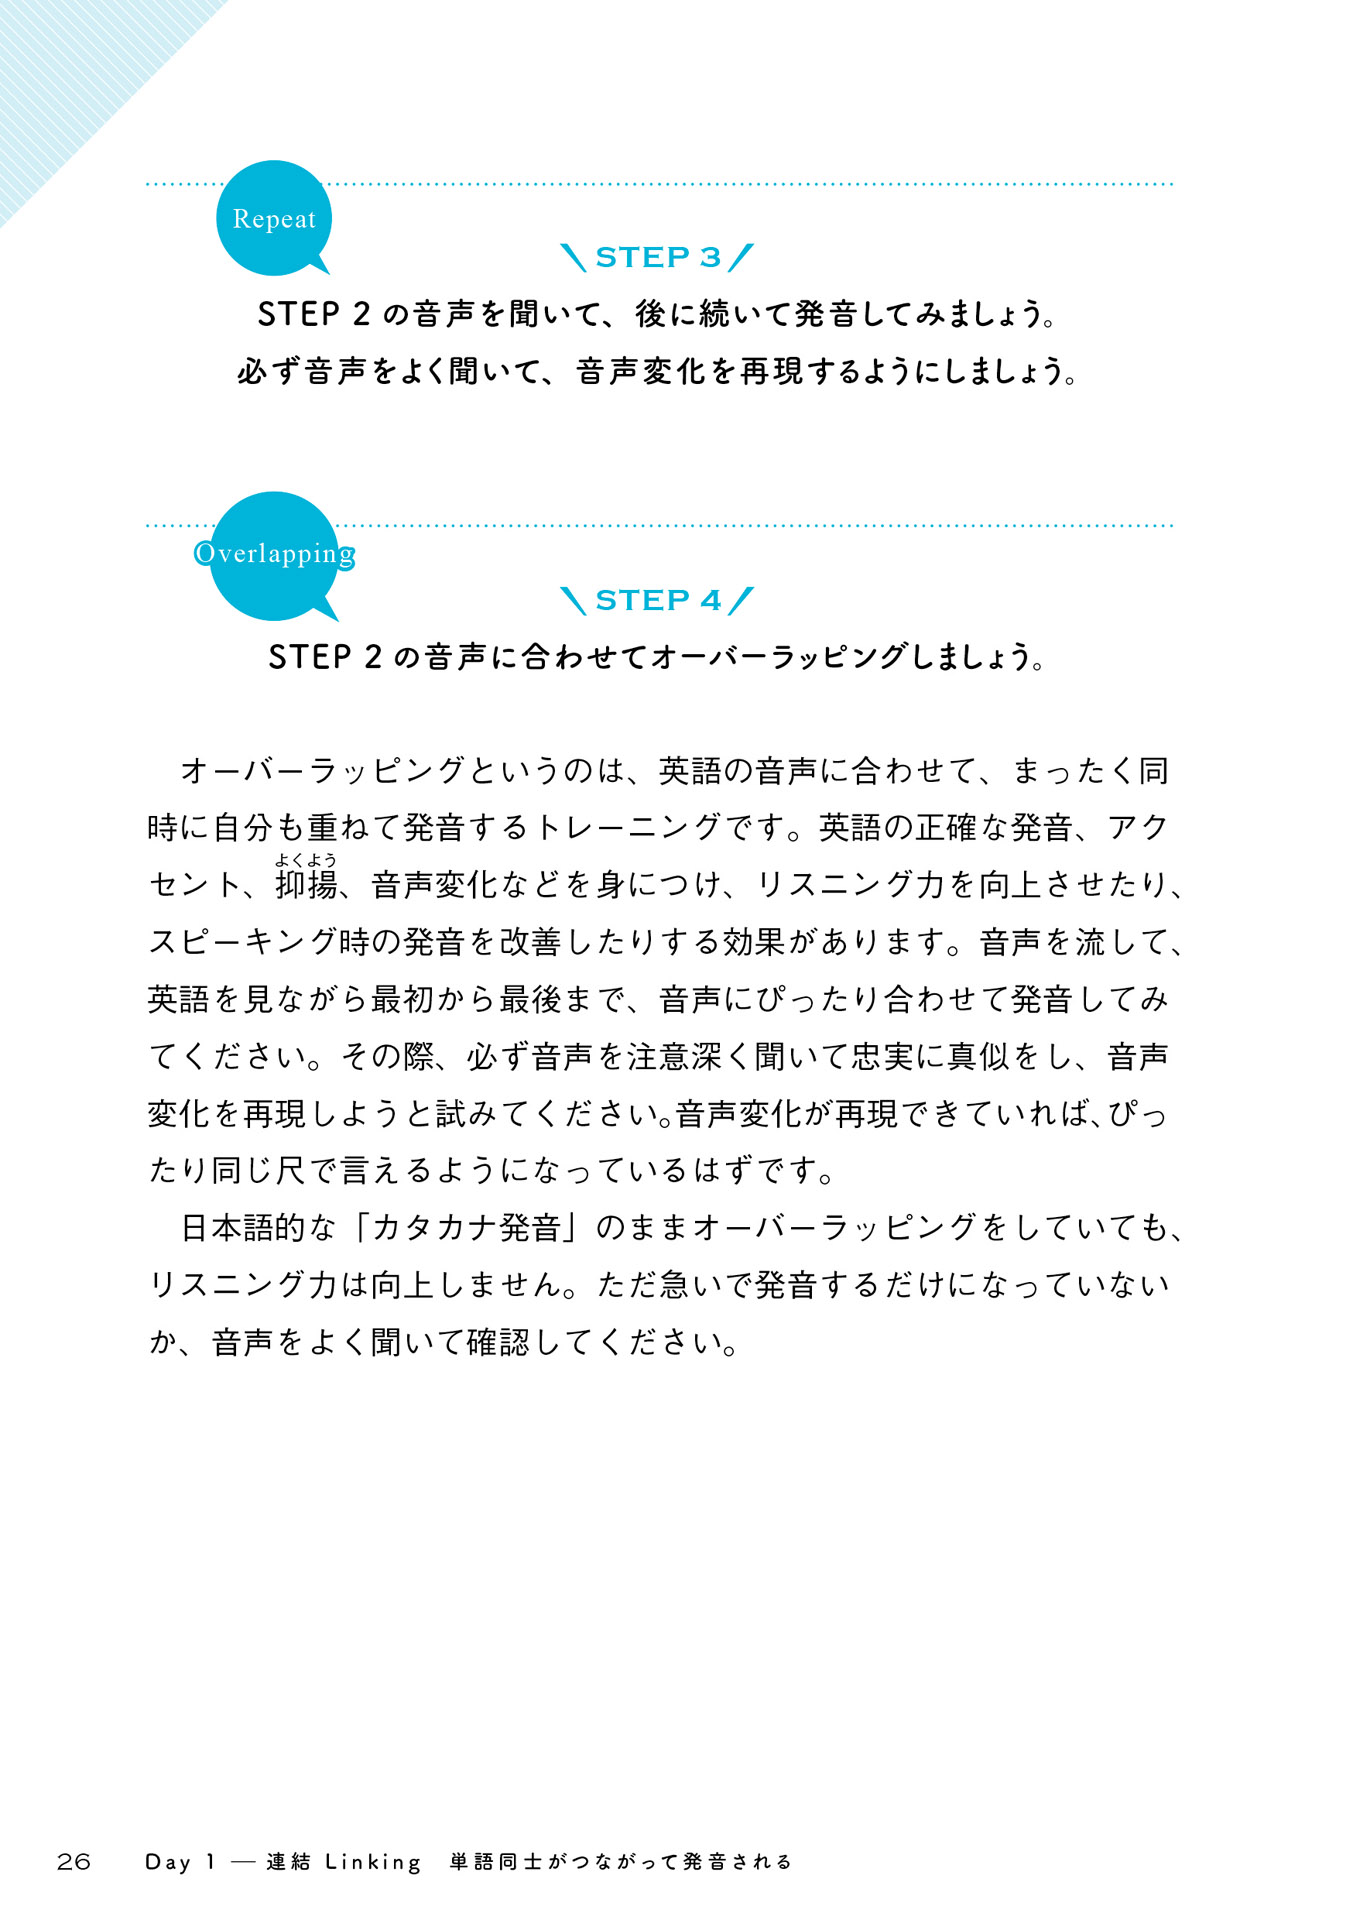 Repeat
STEP 3
STEP 2 の音声を聞いて、後に続いて発音してみましょう。
必ず音声をよく聞いて、音声変化を再現するようにしましょう。
Overlapping
STEP 4
STEP 2 の音声に合わせてオーバーラッピングしましょう。
オーバーラッピングというのは、英語の音声に合わせて、まったく同
時に自分も重ねて発音するトレーニングです。英語の正確な発音、アク
よくよう
セント、抑揚、音声変化などを身につけ、リスニング力を向上させたり、
スピーキング時の発音を改善したりする効果があります。音声を流して、
英語を見ながら最初から最後まで、音声にぴったり合わせて発音してみ
てください。その際、必ず音声を注意深く聞いて忠実に真似をし、音声
変化を再現しようと試みてください。音声変化が再現できていれば、ぴっ
たり同じ尺で言えるようになっているはずです。
日本語的な「カタカナ発音」のままオーバーラッピングをしていても、
リスニング力は向上しません。ただ急いで発音するだけになっていない
か、音声をよく聞いて確認してください。
26 Day 1 — 連結 Linking 単語同士がつながって発音される